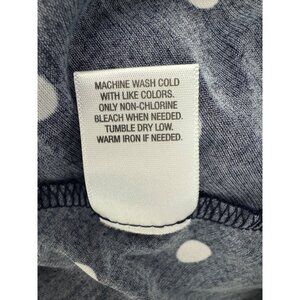 MACHINE WASH COLD
WITH LIKE COLORS.
ONLY NON-CHLORINE
BLEACH WHEN NEEDED.
TUMBLE DRY LOW.
WARM IRON IF NEEDED.